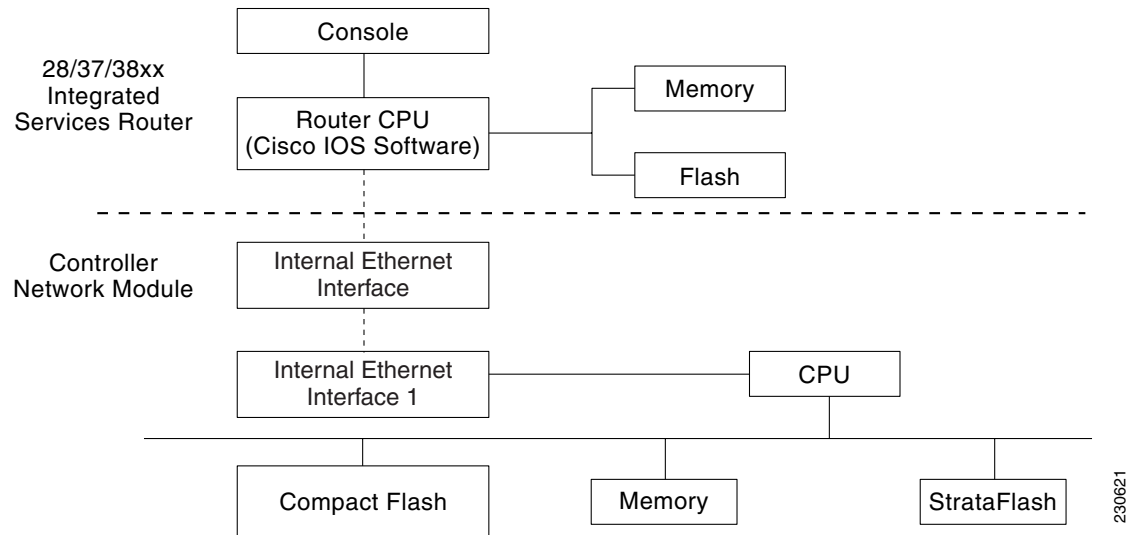 Console
28/37/38xx
Integrated
Services Router
Router CPU
(Cisco IOS Software)
Memory
Flash
Controller
Network Module
Internal Ethernet
Interface
Internal Ethernet
Interface 1
CPU
Compact Flash
Memory
StrataFlash
230621